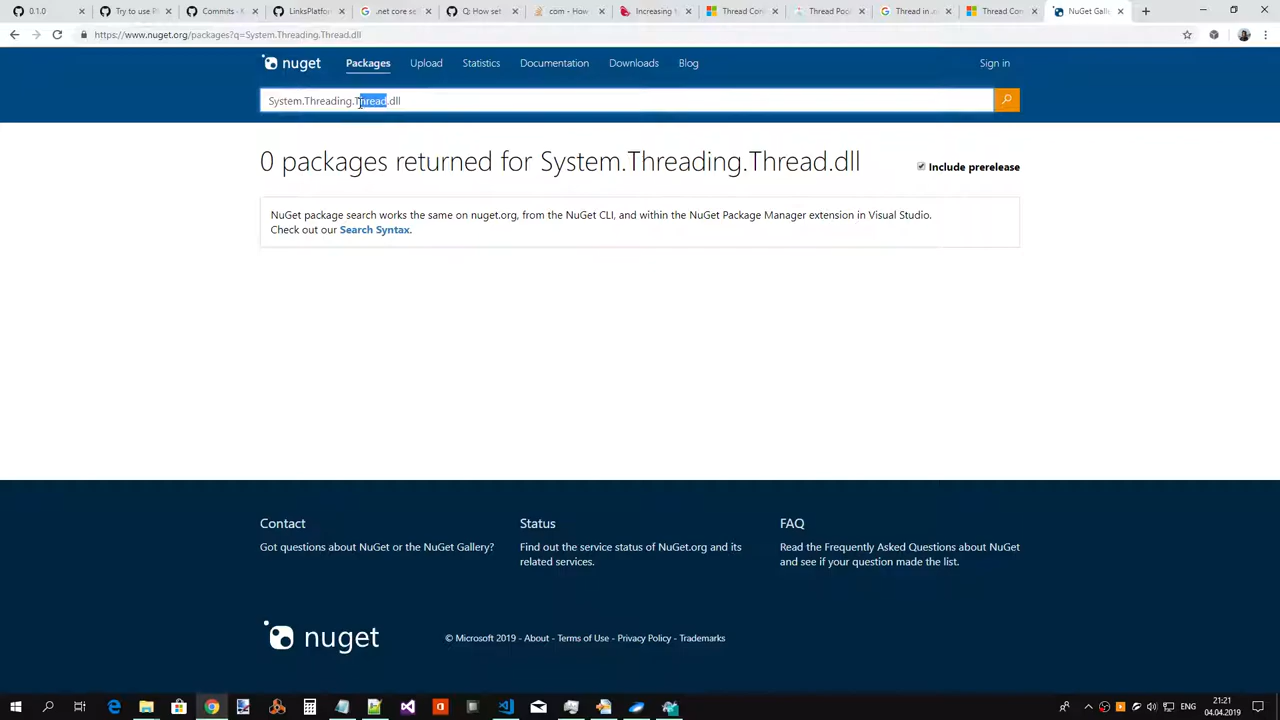 0.1.0
Try to use Pl
Commits ·
LinksPlatfor
.net core se
Q: How set
com - How
Increasing t
Thread Con
Thread Poo
Thread in .n
Thread Con
NuGet Galle
https://www.nuget.org/packages?q=System.Threading.Thread.dll
nuget
Packages
Upload
Statistics
Documentation
Downloads
Blog
Sign in
System.Threading.Thread.dll
0 packages returned for System.Threading.Thread.dll
Include prerelease
NuGet package search works the same on nuget.org, from the NuGet CLI, and within the NuGet Package Manager extension in Visual Studio.
Check out our Search Syntax.
Contact
Got questions about NuGet or the NuGet Gallery?
Status
Find out the service status of NuGet.org and its
related services.
FAQ
Read the Frequently Asked Questions about NuGet
and see if your question made the list.
nuget
© Microsoft 2019 - About - Terms of Use - Privacy Policy - Trademarks
ENG
21:21
04.04.2019